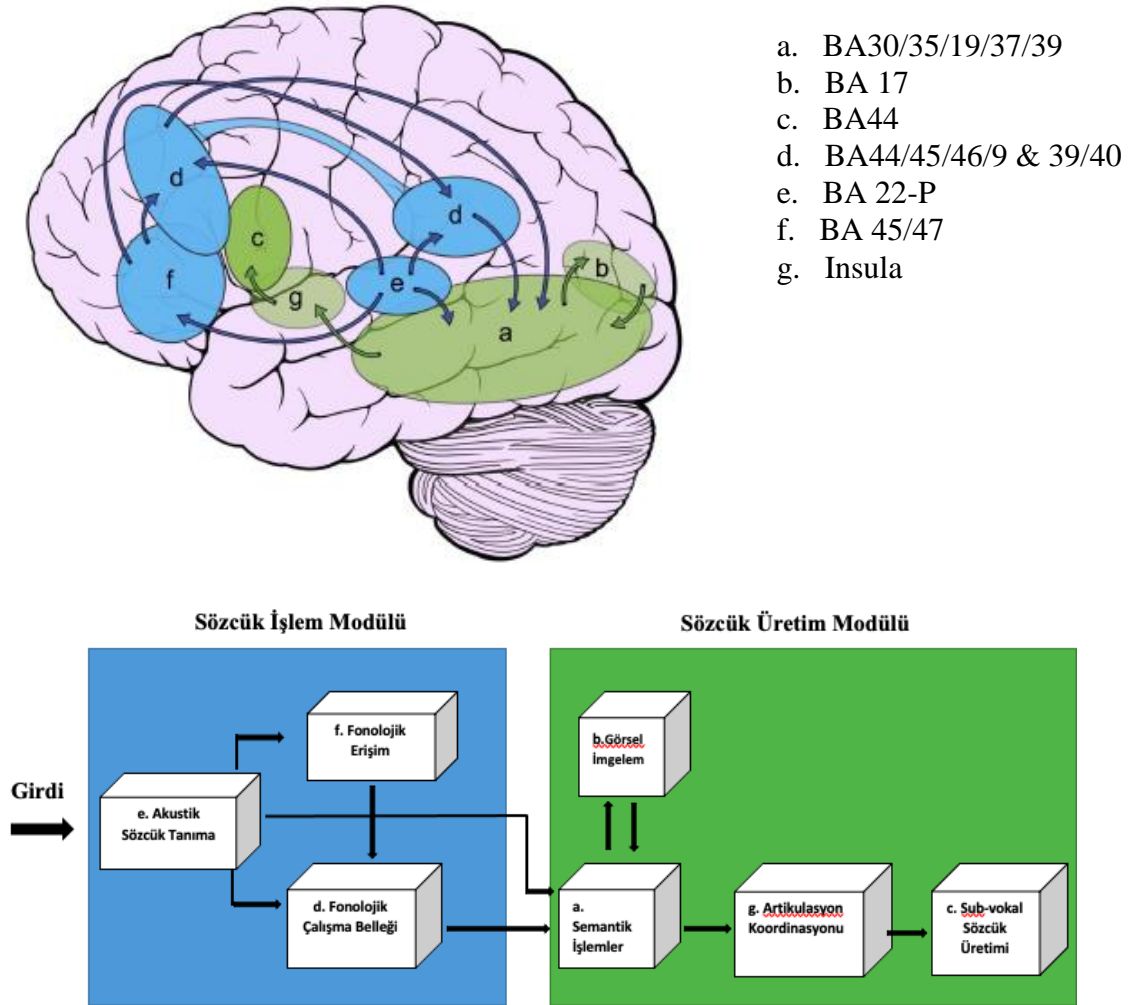 a. BA30/35/19/37/39
b. BA 17
c. BA44
d. BA44/45/46/9 & 39/40
e. BA 22-P
f. BA 45/47
g. Insula
d
d
c
b
f
g
e
a
Sözcük İşlem Modülü
Sözcük Üretim Modülü
Girdi
e. Akustik
Sözcük Tanıma
f. Fonolojik
Erişim
d. Fonolojik
Çalışma Belleği
b.Görsel
İmgelem
a.
Semantik
İşlemler
g. Artikulasyon
Koordinasyonu
c. Sub-vokal
Sözcük
Üretimi